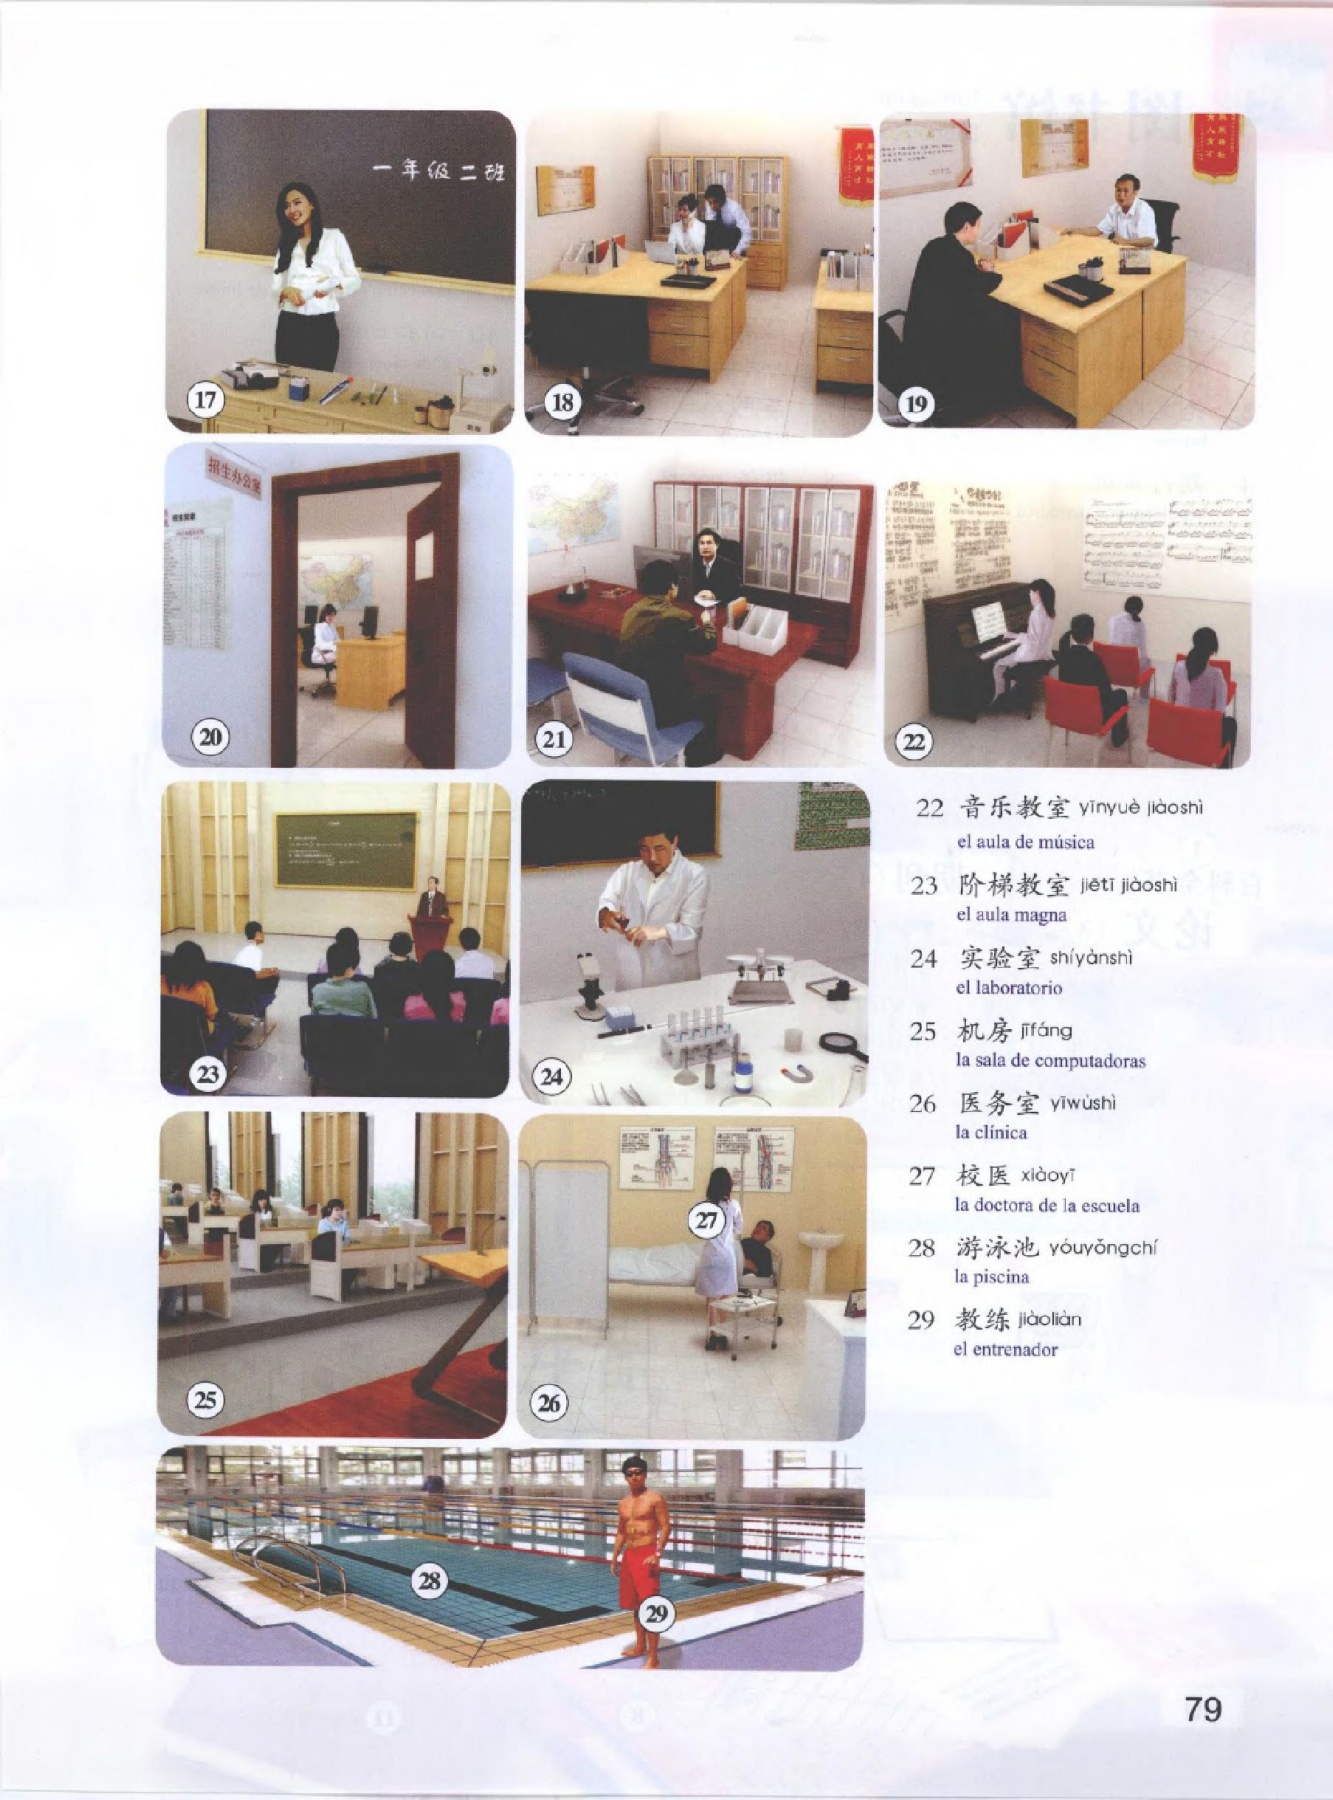 一年级二班
17
18
19
招生办公室
20
21
22
23
24
22 音乐教室 yīnyuè jiàoshì
el aula de música
23 阶梯教室 jiētī jiàoshì
el aula magna
24 实验室 shíyànshì
el laboratorio
25 机房 jīfáng
la sala de computadoras
26 医务室 yīwùshì
la clínica
27 校医 xiàoyī
la doctora de la escuela
28 游泳池 yóuyǒngchí
la piscina
29 教练 jiàoliàn
el entrenador
25
26
27
28
29
79